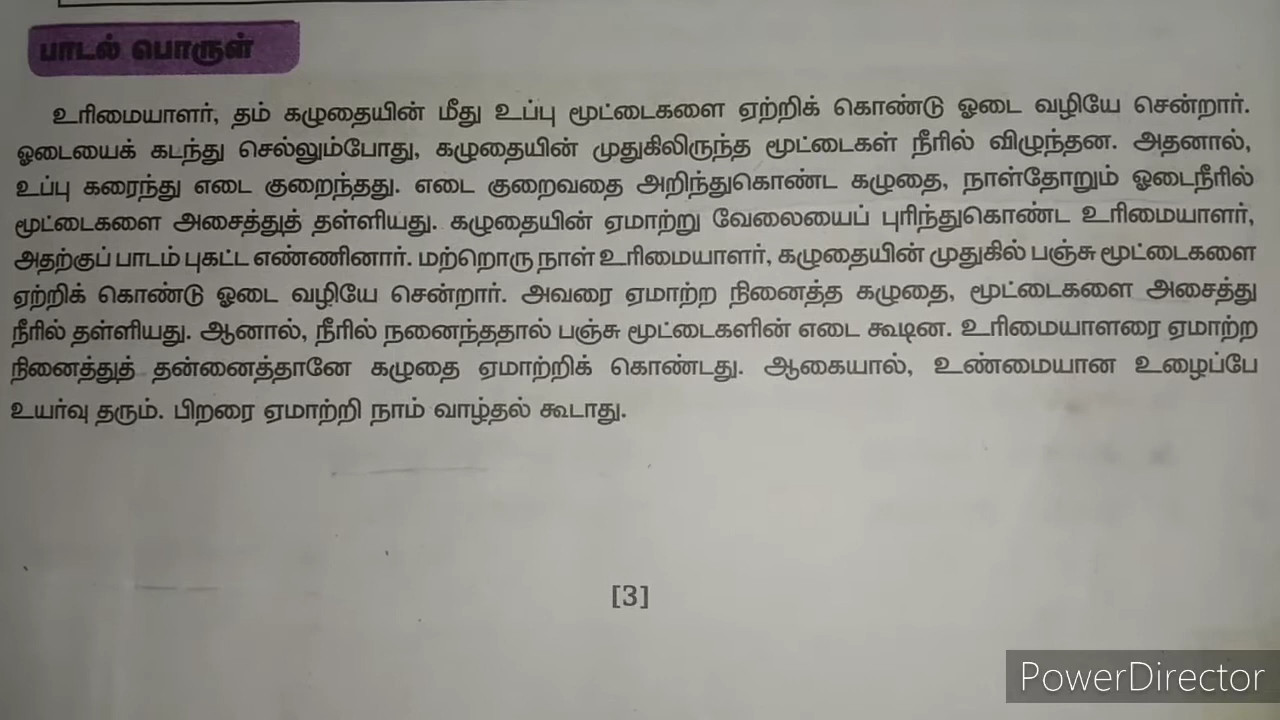 பாடல் பொருள்
உரிமையாளர், தம் கழுதையின் மீது உப்பு மூட்டைகளை ஏற்றிக் கொண்டு ஓடை வழியே சென்றார்.
ஓடையைக் கடந்து செல்லும்போது, கழுதையின் முதுகிலிருந்த மூட்டைகள் நீரில் விழுந்தன. அதனால்,
உப்பு கரைந்து எடை குறைந்தது. எடை குறைவதை அறிந்துகொண்ட கழுதை, நாள்தோறும் ஓடைநீரில்
மூட்டைகளை அசைத்துத் தள்ளியது. கழுதையின் ஏமாற்று வேலையைப் புரிந்துகொண்ட உரிமையாளர்,
அதற்குப் பாடம் புகட்ட எண்ணினார். மற்றொரு நாள் உரிமையாளர், கழுதையின் முதுகில் பஞ்சு மூட்டைகளை
ஏற்றிக் கொண்டு ஓடை வழியே சென்றார். அவரை ஏமாற்ற நினைத்த கழுதை, மூட்டைகளை அசைத்து
நீரில் தள்ளியது. ஆனால், நீரில் நனைந்ததால் பஞ்சு மூட்டைகளின் எடை கூடின. உரிமையாளரை ஏமாற்ற
நினைத்துத் தன்னைத்தானே கழுதை ஏமாற்றிக் கொண்டது. ஆகையால், உண்மையான உழைப்பே
உயர்வு தரும். பிறரை ஏமாற்றி நாம் வாழ்தல் கூடாது.
[3]
PowerDirector